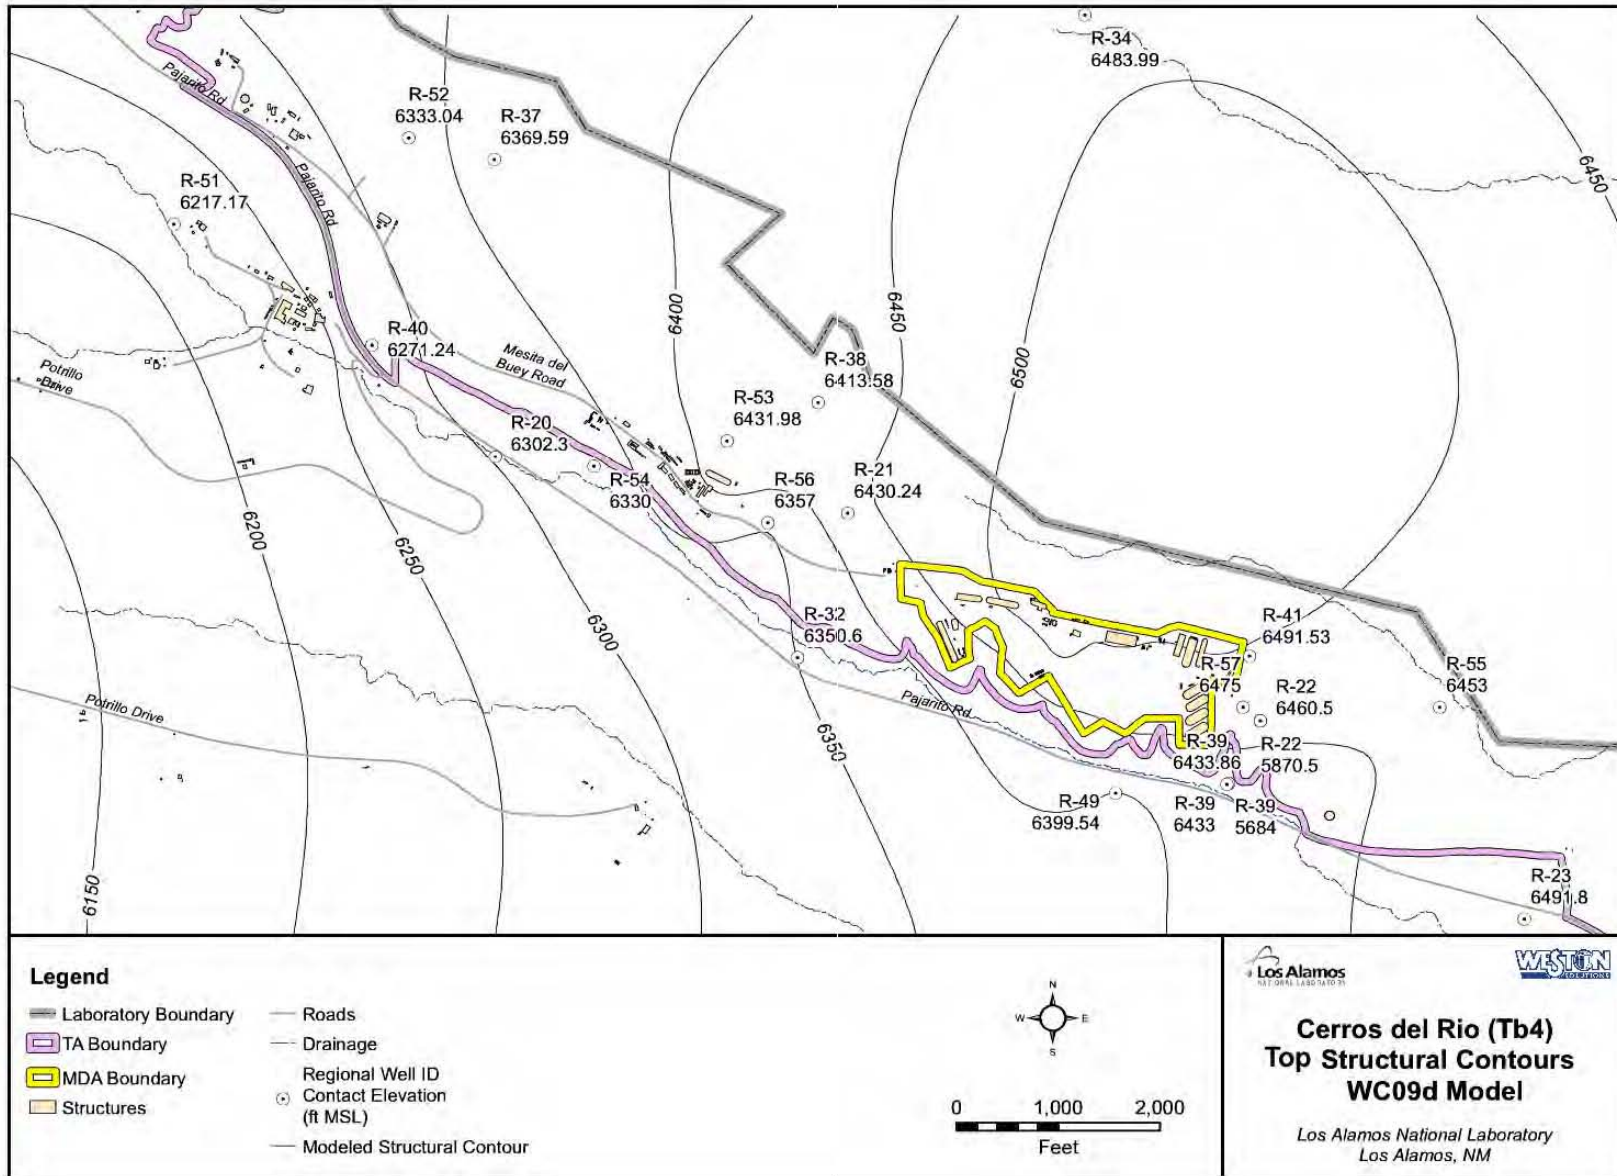 R-34
6483.99
Pajarito Rd
R-52
6333.04
R-37
6369.59
6450
R-51
6217.17
Pajarito Rd
6400
6450
6500
R-40
6271.24
Mesita del
Buey Road
R-38
6413.58
Potrillo
Drive
R-53
6431.98
R-20
6302.3
R-54
6330
R-56
6357
R-21
6430.24
6200
6250
6300
R-32
6350.6
R-41
6491.53
R-57
6475
R-55
6453
R-22
6460.5
Potrillo Drive
Pajarito Rd
6350
R-39
6433.86
R-22
5870.5
R-49
6399.54
R-39
6433
R-39
5684
6150
R-23
6491.8
Legend
Laboratory Boundary
TA Boundary
MDA Boundary
Structures
Roads
Drainage
Regional Well ID
Contact Elevation
(ft MSL)
Modeled Structural Contour
N
W E
S
0 1,000 2,000
Feet
Los Alamos
NATIONAL LABORATORY
WESTON
SOLUTIONS
Cerros del Rio (Tb4)
Top Structural Contours
WC09d Model
Los Alamos National Laboratory
Los Alamos, NM